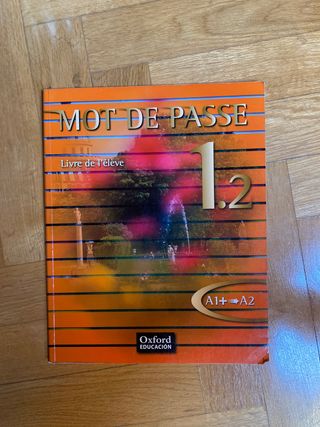 MOT DE PASSE
Livre de l'élève
1.2
A1+ ➠ A2
Oxford
EDUCACIÓN